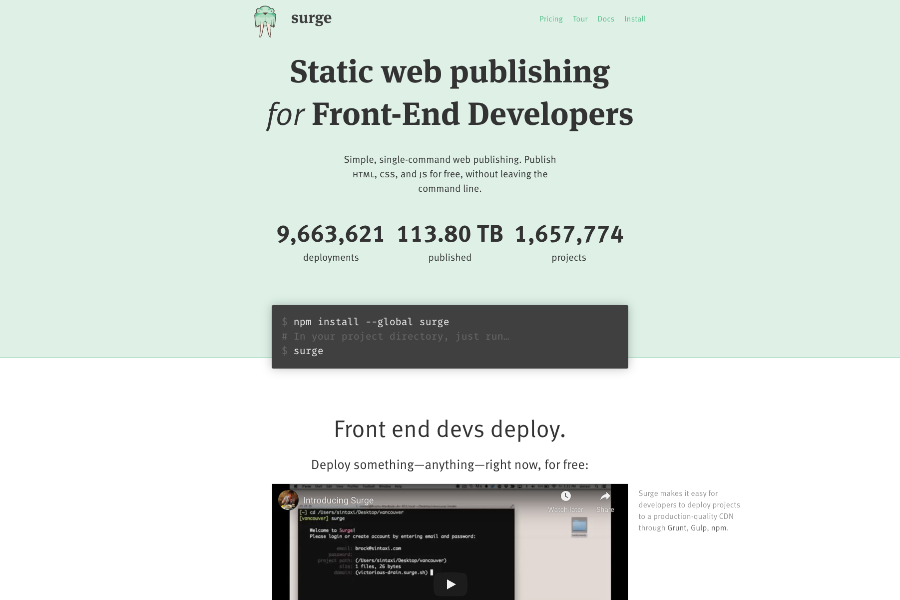 surge
Pricing Tour Docs Install
Static web publishing
for Front-End Developers
Simple, single-command web publishing. Publish
HTML, CSS, and JS for free, without leaving the
command line.
9,663,621 113.80 TB 1,657,774
deployments published projects
$ npm install --global surge
# In your project directory, just run…
$ surge
Front end devs deploy.
Deploy something—anything—right now, for free:
Introducing Surge
Watch later Share
[~] cd /Users/sintaxi/Desktop/vancouver
[vancouver] surge
Welcome to Surge!
Please login or create account by entering email and password:
email: brock@sintaxi.com
password:
project path: (/Users/sintaxi/Desktop/vancouver)
size: 1 files, 26 bytes
domain: (victorious-drain.surge.sh)
Surge makes it easy for
developers to deploy projects
to a production-quality CDN
through Grunt, Gulp, npm.